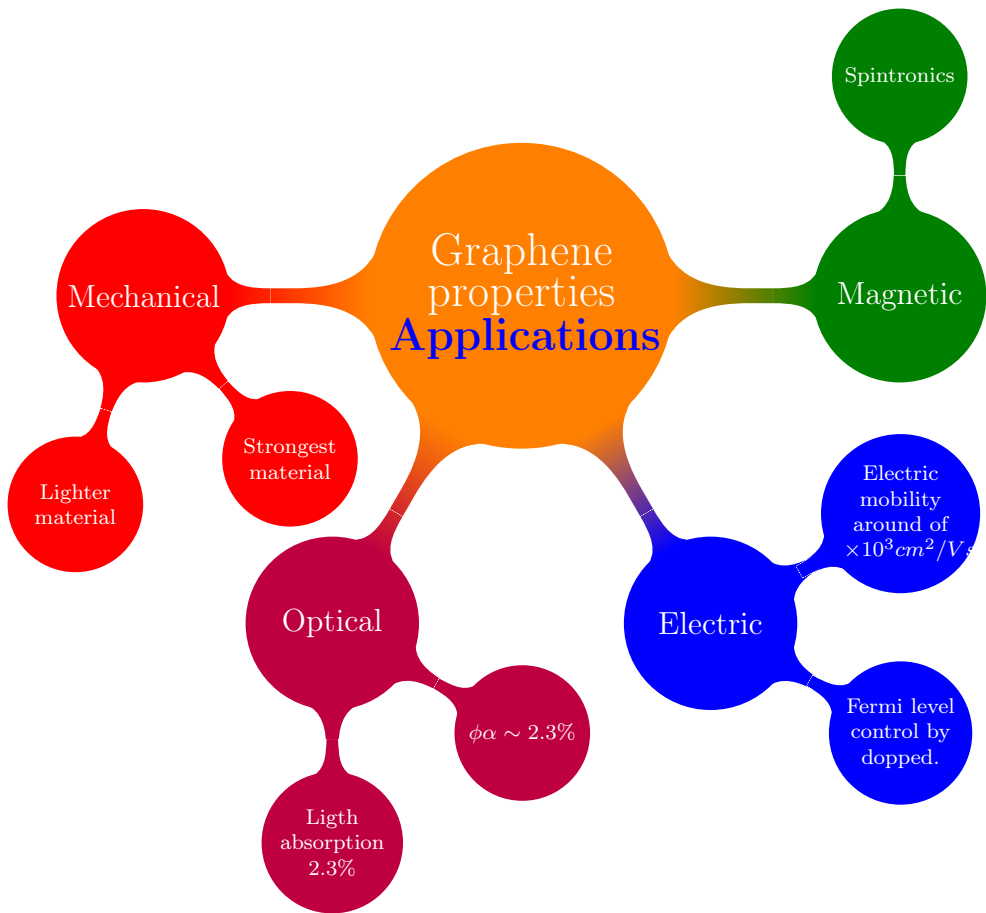 Spintronics
Graphene
properties
Applications
Mechanical
Magnetic
Strongest
material
Lighter
material
Electric
mobility
around of
×10³cm²/Vs
Optical
Electric
ϕα ∼ 2.3%
Fermi level
control by
dopped.
Ligth
absorption
2.3%